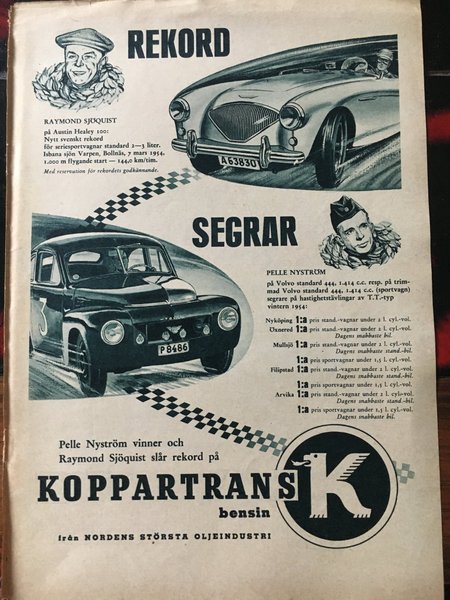 REKORD
RAYMOND SJÖQUIST
på Austin Healey 100:
Nytt svenskt rekord
för seriesportvagnar standard 2—3 liter.
Isbana sjön Varpen, Bollnäs, 7 mars 1954,
1.000 m flygande start — 144,0 km/tim.
Med reservation för rekordets godkännande.
A63830
SEGRAR
PELLE NYSTRÖM
på Volvo standard 444, 1.414 c.c. resp. på trim-
mad Volvo standard 444, 1.414 c.c. (sportvagn)
segrare på hastighetstävlingar av T.T.-typ
vintern 1954:
Nyköping 1:a pris stand.-vagnar under 2 l. cyl.-vol.
Oxnered 1:a pris stand.-vagnar under 2 l. cyl.-vol.
Dagens snabbaste bil.
Mullsjö 1:a pris stand.-vagnar under 2 l. cyl.-vol.
Dagens snabbaste stand.-bil.
1:a pris sportvagnar under 1,5 l. cyl.-vol.
Filipstad 1:a pris stand.-vagnar under 2 l. cyl.-vol.
Dagens snabbaste stand.-bil.
1:a pris sportvagnar under 1,5 l. cyl.-vol.
Arvika 1:a pris stand.-vagnar under 2 l. cyl.-vol.
Dagens snabbaste stand.-bil.
1:a pris sportvagnar under 1,5 l. cyl.-vol.
Dagens snabbaste bil.
P8486
Pelle Nyström vinner och
Raymond Sjöquist slår rekord på
KOPPARTRANS
bensin
K
från NORDENS STÖRSTA OLJEINDUSTRI